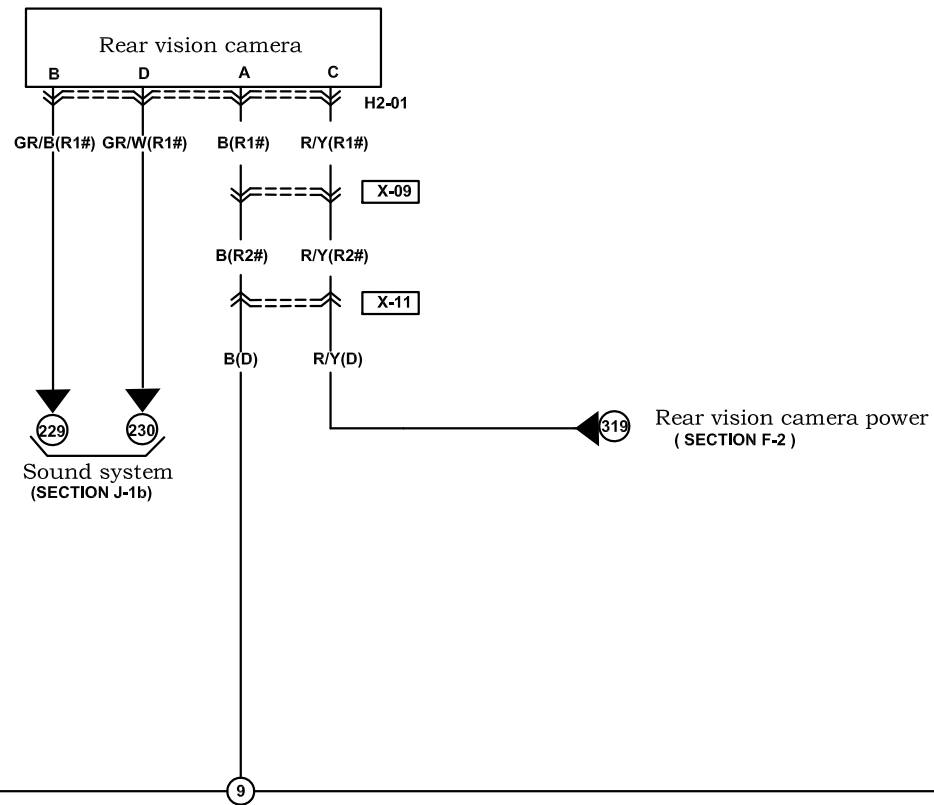 Rear vision camera
B D A C
H2-01
GR/B(R1#) GR/W(R1#) B(R1#) R/Y(R1#)
X-09
B(R2#) R/Y(R2#)
X-11
B(D) R/Y(D)
229 230 319 Rear vision camera power
( SECTION F-2 )
Sound system
(SECTION J-1b)
9